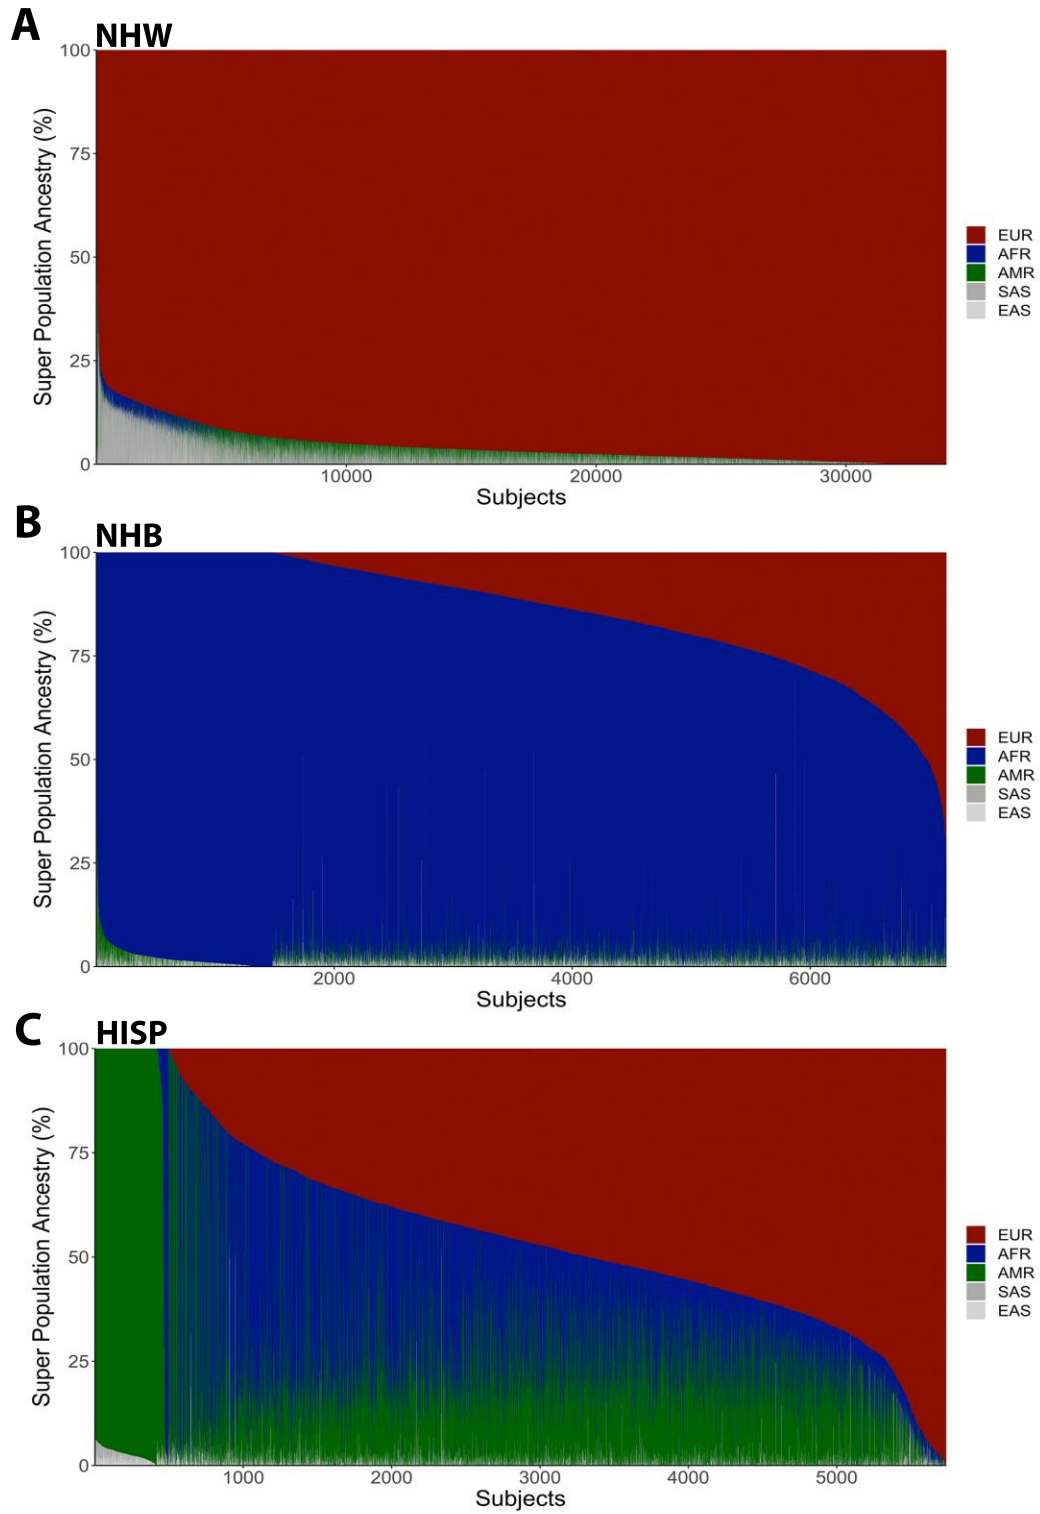 A
NHW
100
75
50
25
0
Super Population Ancestry (%)
10000
20000
30000
Subjects
EUR
AFR
AMR
SAS
EAS
B
NHB
100
75
50
25
0
Super Population Ancestry (%)
2000
4000
6000
Subjects
EUR
AFR
AMR
SAS
EAS
C
HISP
100
75
50
25
0
Super Population Ancestry (%)
1000
2000
3000
4000
5000
Subjects
EUR
AFR
AMR
SAS
EAS